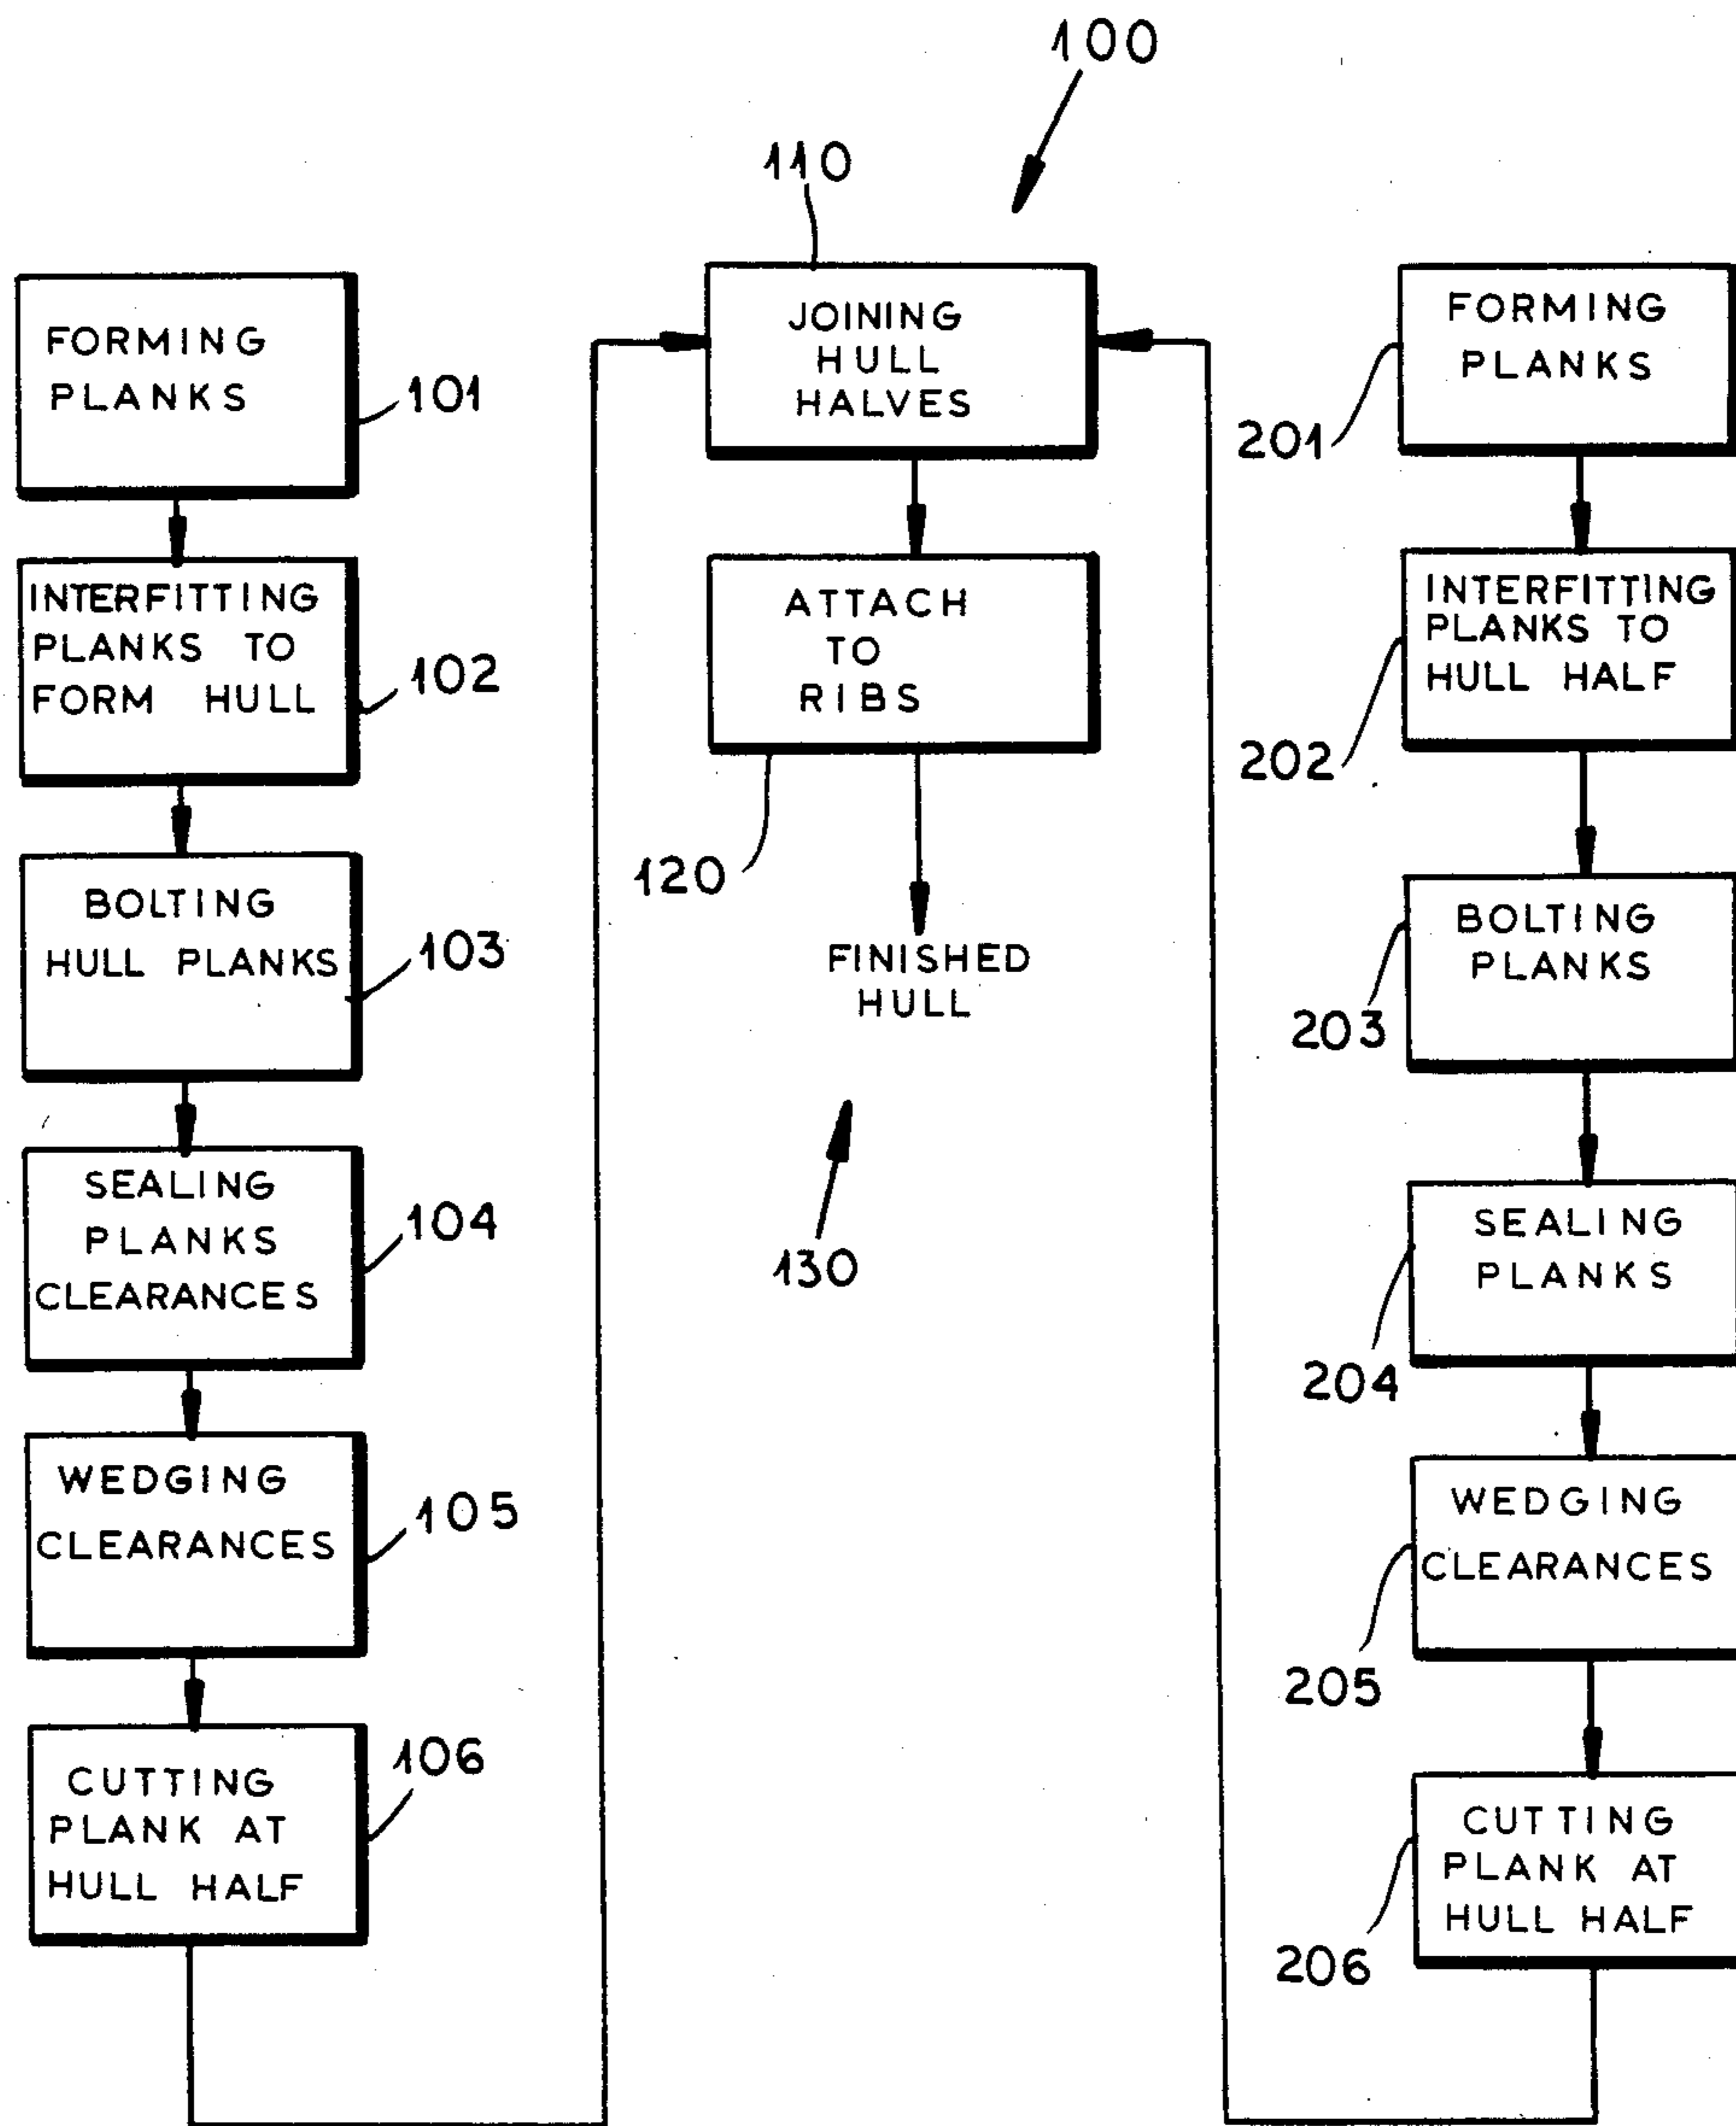 100
110
FORMING
PLANKS
101
INTERFITTING
PLANKS TO
FORM HULL
102
BOLTING
HULL PLANKS
103
SEALING
PLANKS
CLEARANCES
104
WEDGING
CLEARANCES
105
CUTTING
PLANK AT
HULL HALF
106
JOINING
HULL
HALVES
ATTACH
TO
RIBS
120
FINISHED
HULL
130
FORMING
PLANKS
201
INTERFITTING
PLANKS TO
HULL HALF
202
BOLTING
PLANKS
203
SEALING
PLANKS
204
WEDGING
CLEARANCES
205
CUTTING
PLANK AT
HULL HALF
206